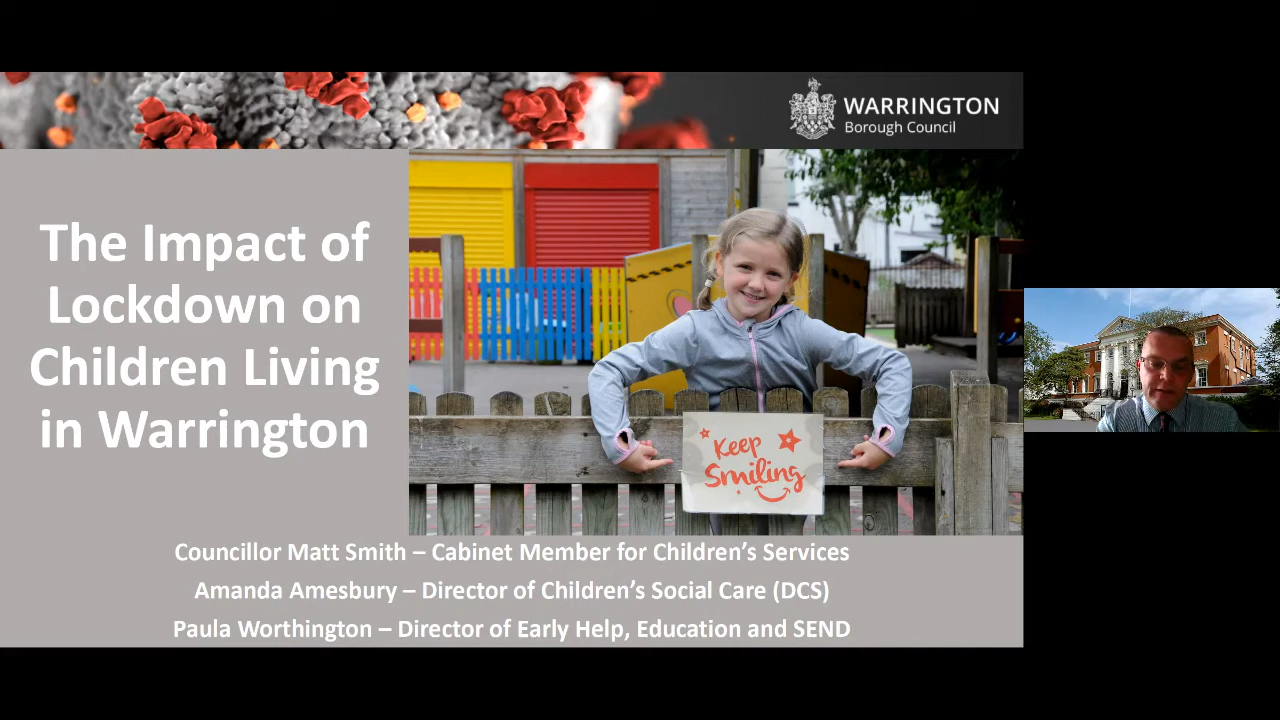 WARRINGTON
Borough Council
The Impact of
Lockdown on
Children Living
in Warrington
Keep
Smiling
Councillor Matt Smith – Cabinet Member for Children’s Services
Amanda Amesbury – Director of Children’s Social Care (DCS)
Paula Worthington – Director of Early Help, Education and SEND